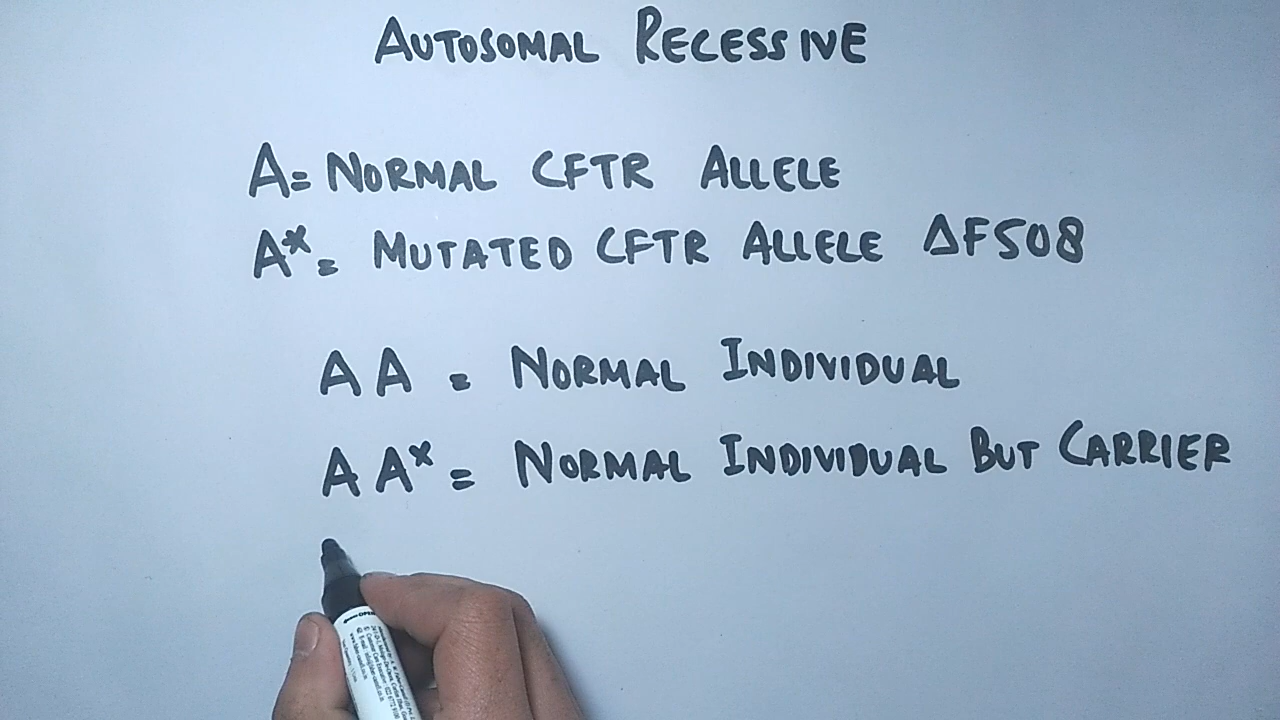 AUTOSOMAL RECESSIVE
A= NORMAL CFTR ALLELE
A*= MUTATED CFTR ALLELE ΔF508
AA = NORMAL INDIVIDUAL
AA* = NORMAL INDIVIDUAL BUT CARRIER